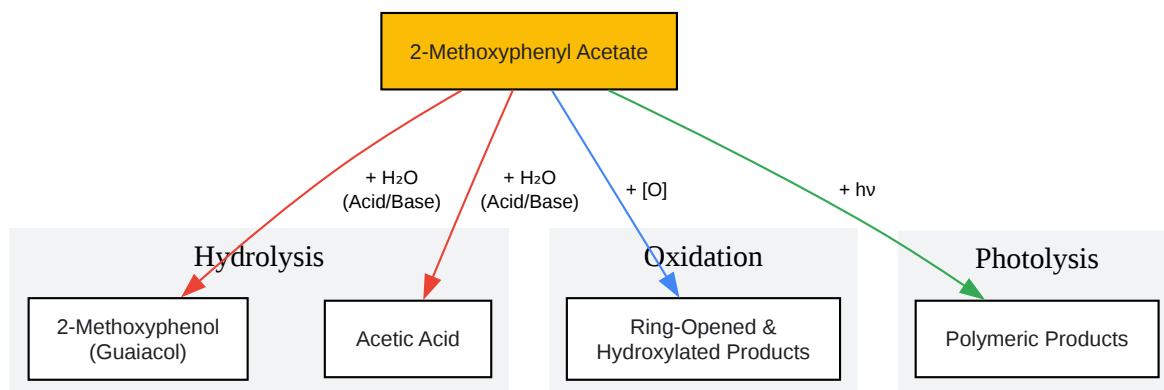 2-Methoxyphenyl Acetate
+ H₂O
(Acid/Base)
+ H₂O
(Acid/Base)
+ [O]
+ hν
Hydrolysis
Oxidation
Photolysis
2-Methoxyphenol
(Guaiacol)
Acetic Acid
Ring-Opened &
Hydroxylated Products
Polymeric Products